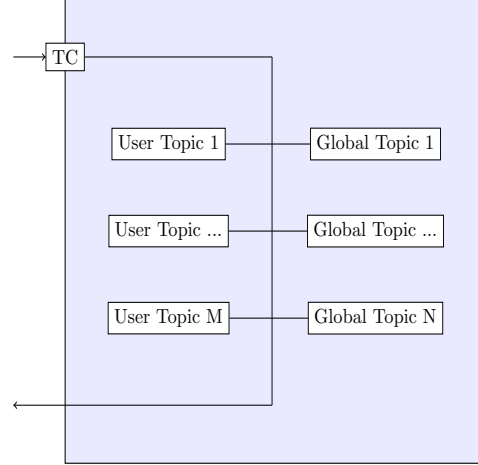 TC
User Topic 1
Global Topic 1
User Topic ...
Global Topic ...
User Topic M
Global Topic N